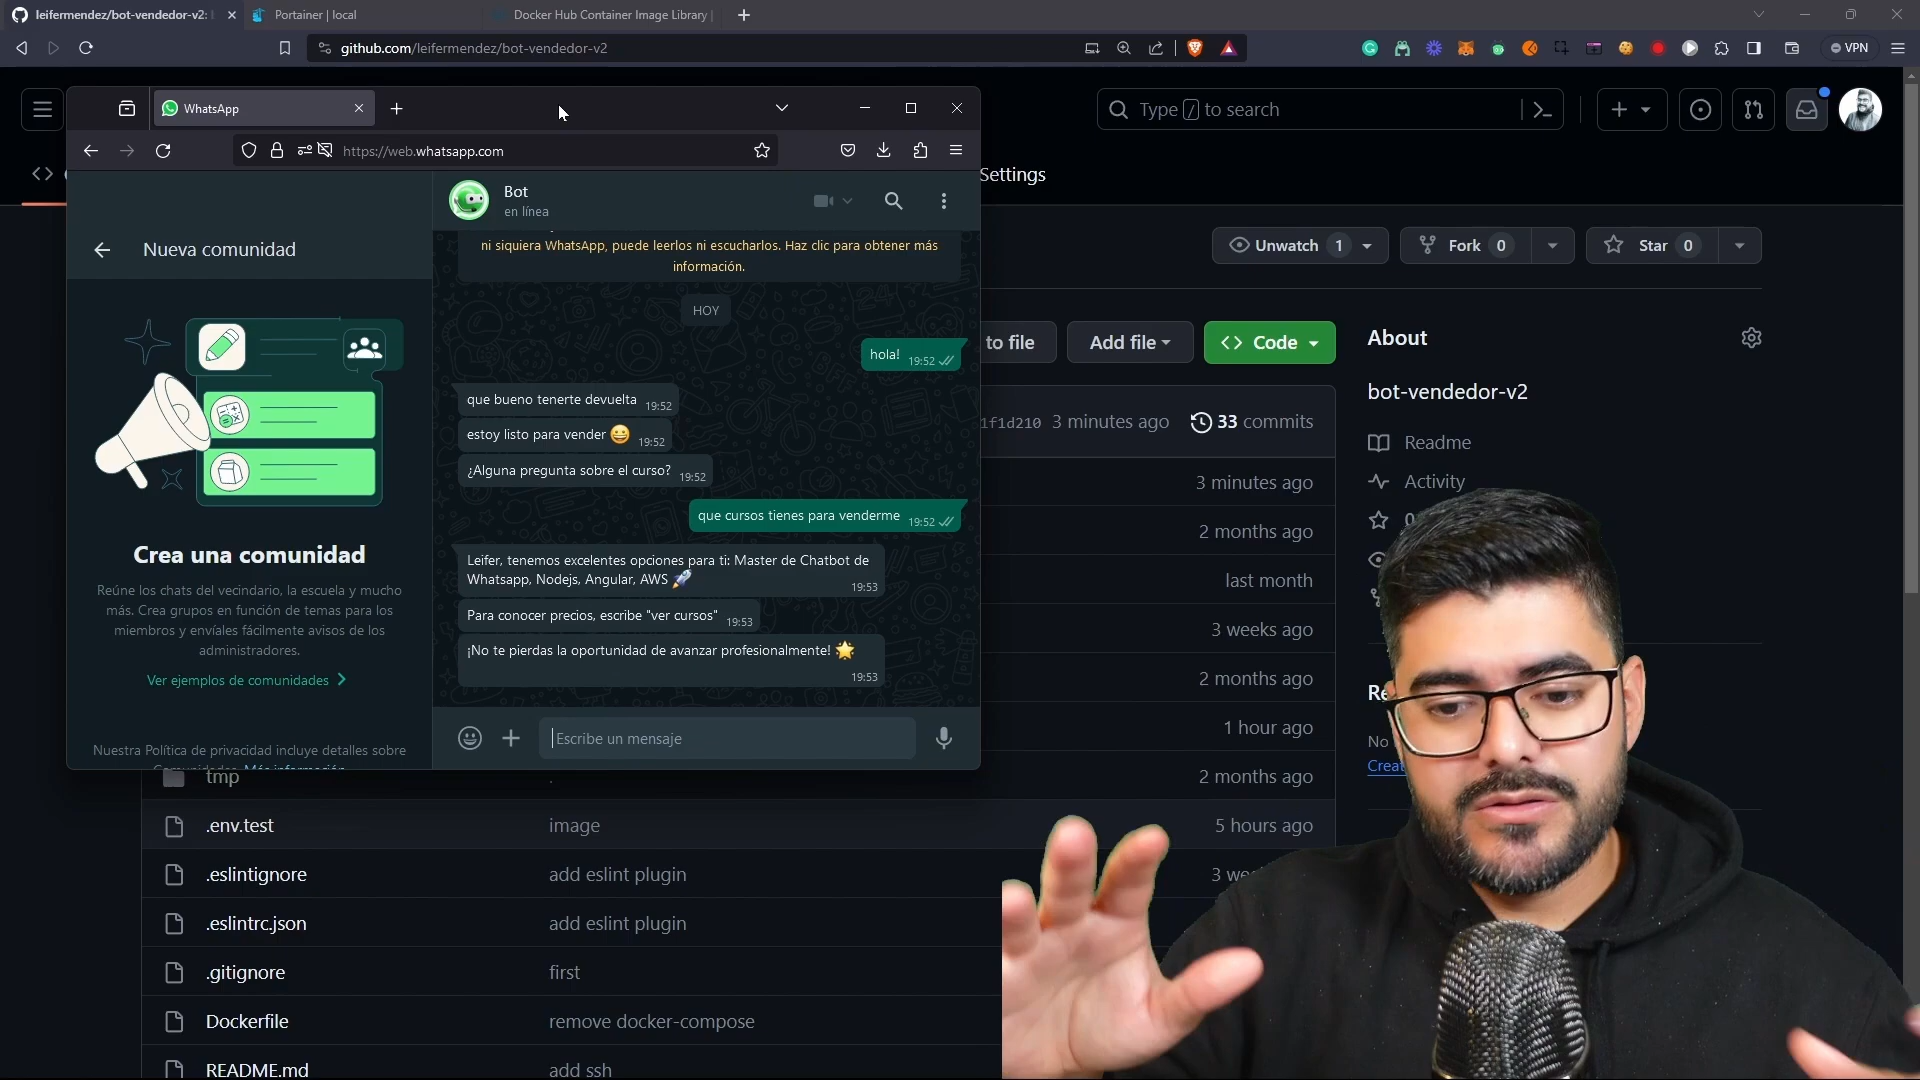 leifermendez/bot-vendedor-v2:
Portainer | local
Docker Hub Container Image Library |
github.com/leifermendez/bot-vendedor-v2
VPN
WhatsApp
Type / to search
https://web.whatsapp.com
Settings
Nueva comunidad
Bot
en línea
ni siquiera WhatsApp, puede leerlos ni escucharlos. Haz clic para obtener más
información.
Unwatch 1
Fork 0
Star 0
HOY
hola! 19:52
to file
Add file
Code
About
bot-vendedor-v2
que bueno tenerte devuelta 19:52
estoy listo para vender 😀 19:52
¿Alguna pregunta sobre el curso? 19:52
1f1d210 3 minutes ago 33 commits
Readme
Activity
que cursos tienes para venderme 19:52
3 minutes ago
2 months ago
Leifer, tenemos excelentes opciones para ti: Master de Chatbot de
Whatsapp, Nodejs, Angular, AWS 🚀
19:53
Para conocer precios, escribe "ver cursos" 19:53
¡No te pierdas la oportunidad de avanzar profesionalmente! 🌟
19:53
last month
3 weeks ago
2 months ago
1 hour ago
Crea una comunidad
Reúne los chats del vecindario, la escuela y mucho
más. Crea grupos en función de temas para los
miembros y envíales fácilmente avisos de los
administradores.
Ver ejemplos de comunidades
Nuestra Política de privacidad incluye detalles sobre
Escribe un mensaje
No
Creat
tmp . 2 months ago
.env.test image 5 hours ago
.eslintignore add eslint plugin 3 we
.eslintrc.json add eslint plugin
.gitignore first
Dockerfile remove docker-compose
README.md add ssh